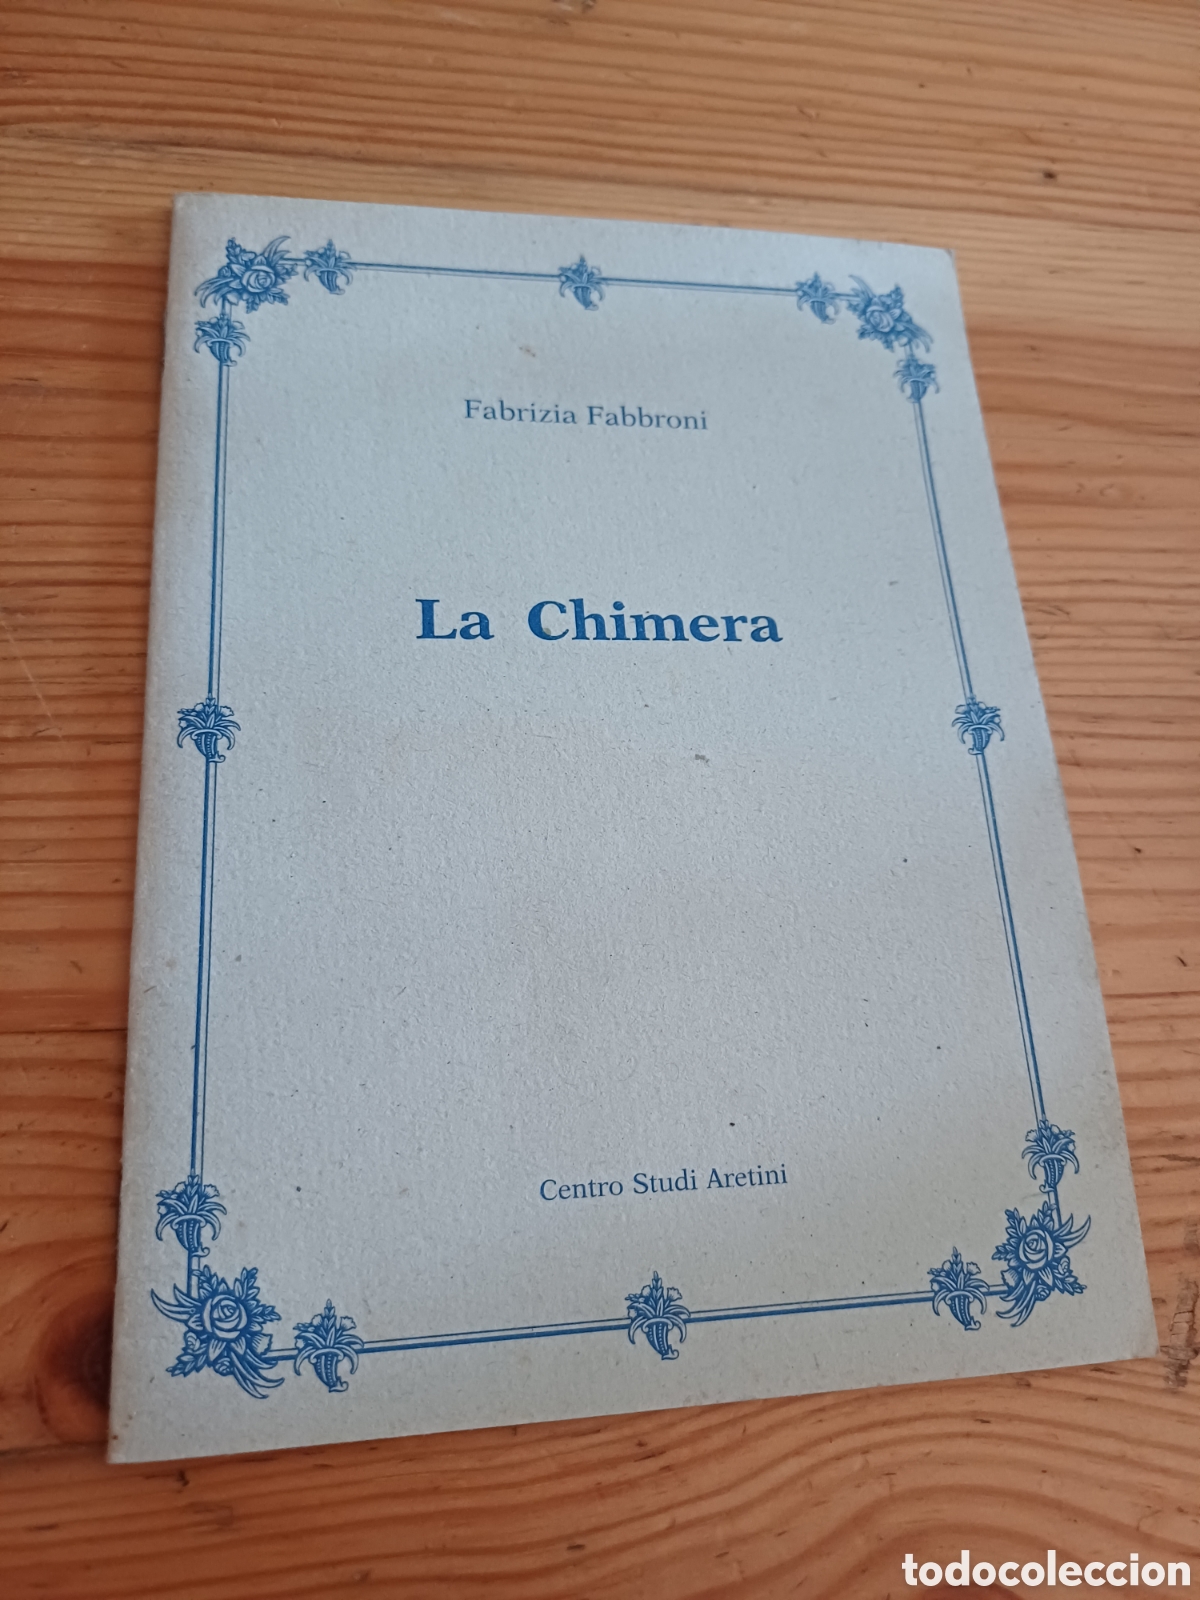 Fabrizia Fabbroni
La Chimera
Centro Studi Aretini
todocoleccion